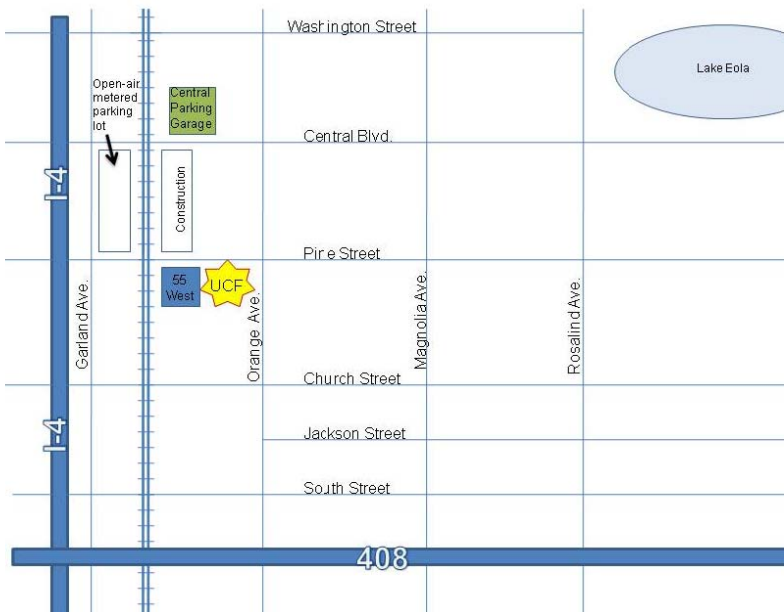 Washington Street
Lake Eola
Open-air
metered
parking
lot
Central
Parking
Garage
Central Blvd.
I-4
Construction
Pine Street
55
West
UCF
Garland Ave.
Orange Ave.
Magnolia Ave.
Rosalind Ave.
Church Street
I-4
Jackson Street
South Street
408